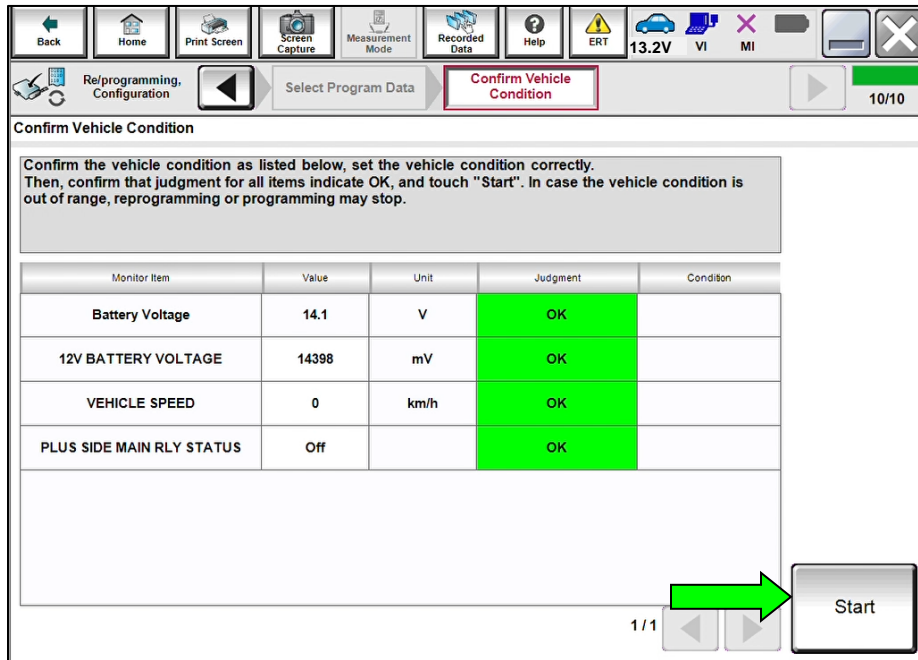 Back
Home
Print Screen
Screen
Capture
Measurement
Mode
Recorded
Data
Help
ERT
13.2V
VI
MI
Re/programming,
Configuration
Select Program Data
Confirm Vehicle
Condition
10/10
Confirm Vehicle Condition
Confirm the vehicle condition as listed below, set the vehicle condition correctly.
Then, confirm that judgment for all items indicate OK, and touch "Start". In case the vehicle condition is
out of range, reprogramming or programming may stop.
Monitor Item Value Unit Judgment Condition
Battery Voltage 14.1 V OK
12V BATTERY VOLTAGE 14398 mV OK
VEHICLE SPEED 0 km/h OK
PLUS SIDE MAIN RLY STATUS Off OK
1/1
Start